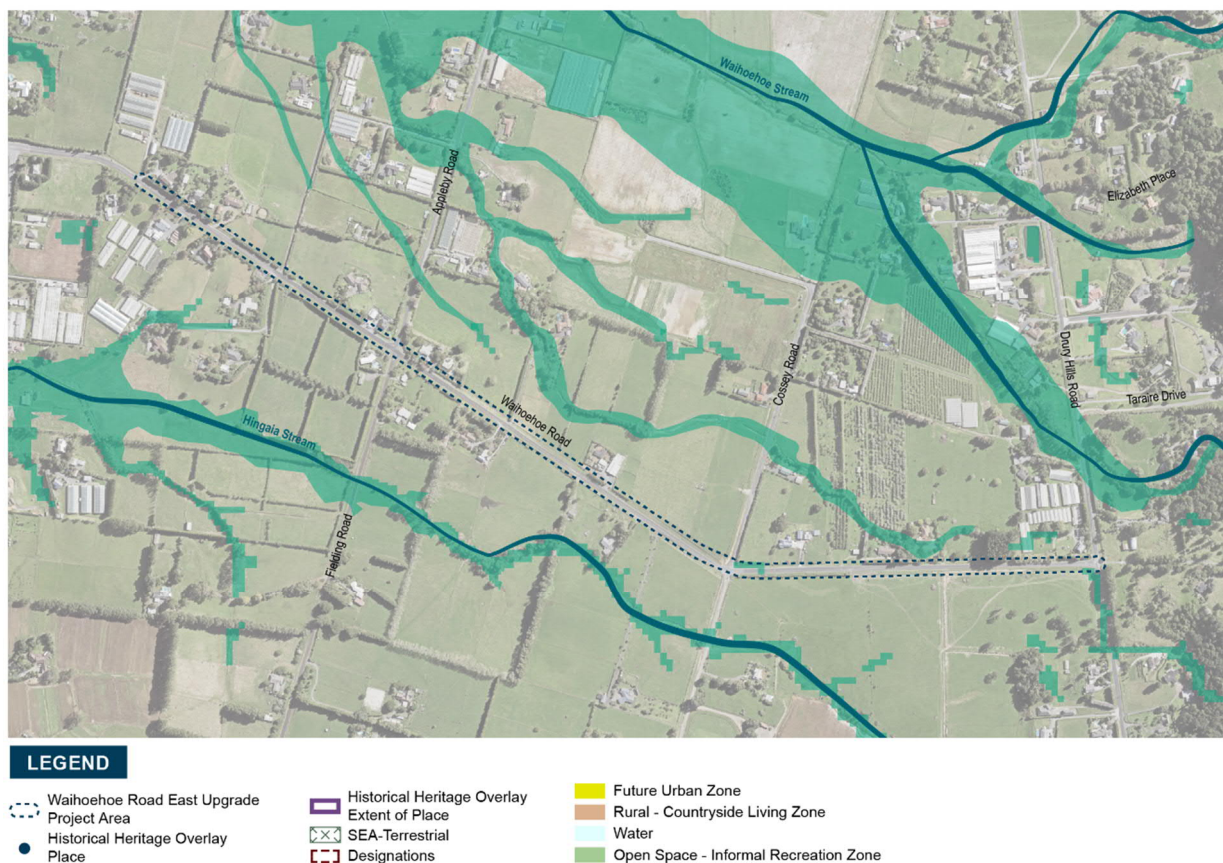 Waihoehoe Stream
Elizabeth Place
Appleby Road
Drury Hills Road
Taraire Drive
Cossey Road
Waihoehoe Road
Hingaia Stream
Fielding Road
LEGEND
Waihoehoe Road East Upgrade
Project Area
Historical Heritage Overlay
Place
Historical Heritage Overlay
Extent of Place
SEA-Terrestrial
Designations
Future Urban Zone
Rural - Countryside Living Zone
Water
Open Space - Informal Recreation Zone